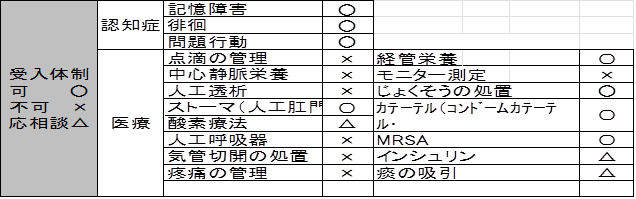 受入体制
可 ○
不可 ×
応相談 △
認知症
記憶障害 ○
徘徊 ○
問題行動 ○
医療
点滴の管理 × 経管栄養 ○
中心静脈栄養 × モニター測定 ×
人工透析 × じょくそうの処置 ○
ストーマ(人工肛門 ○ カテーテル(コンドームカテーテル・ ○
酸素療法 △
人工呼吸器 × MRSA ○
気管切開の処置 × インシュリン △
疼痛の管理 × 痰の吸引 △